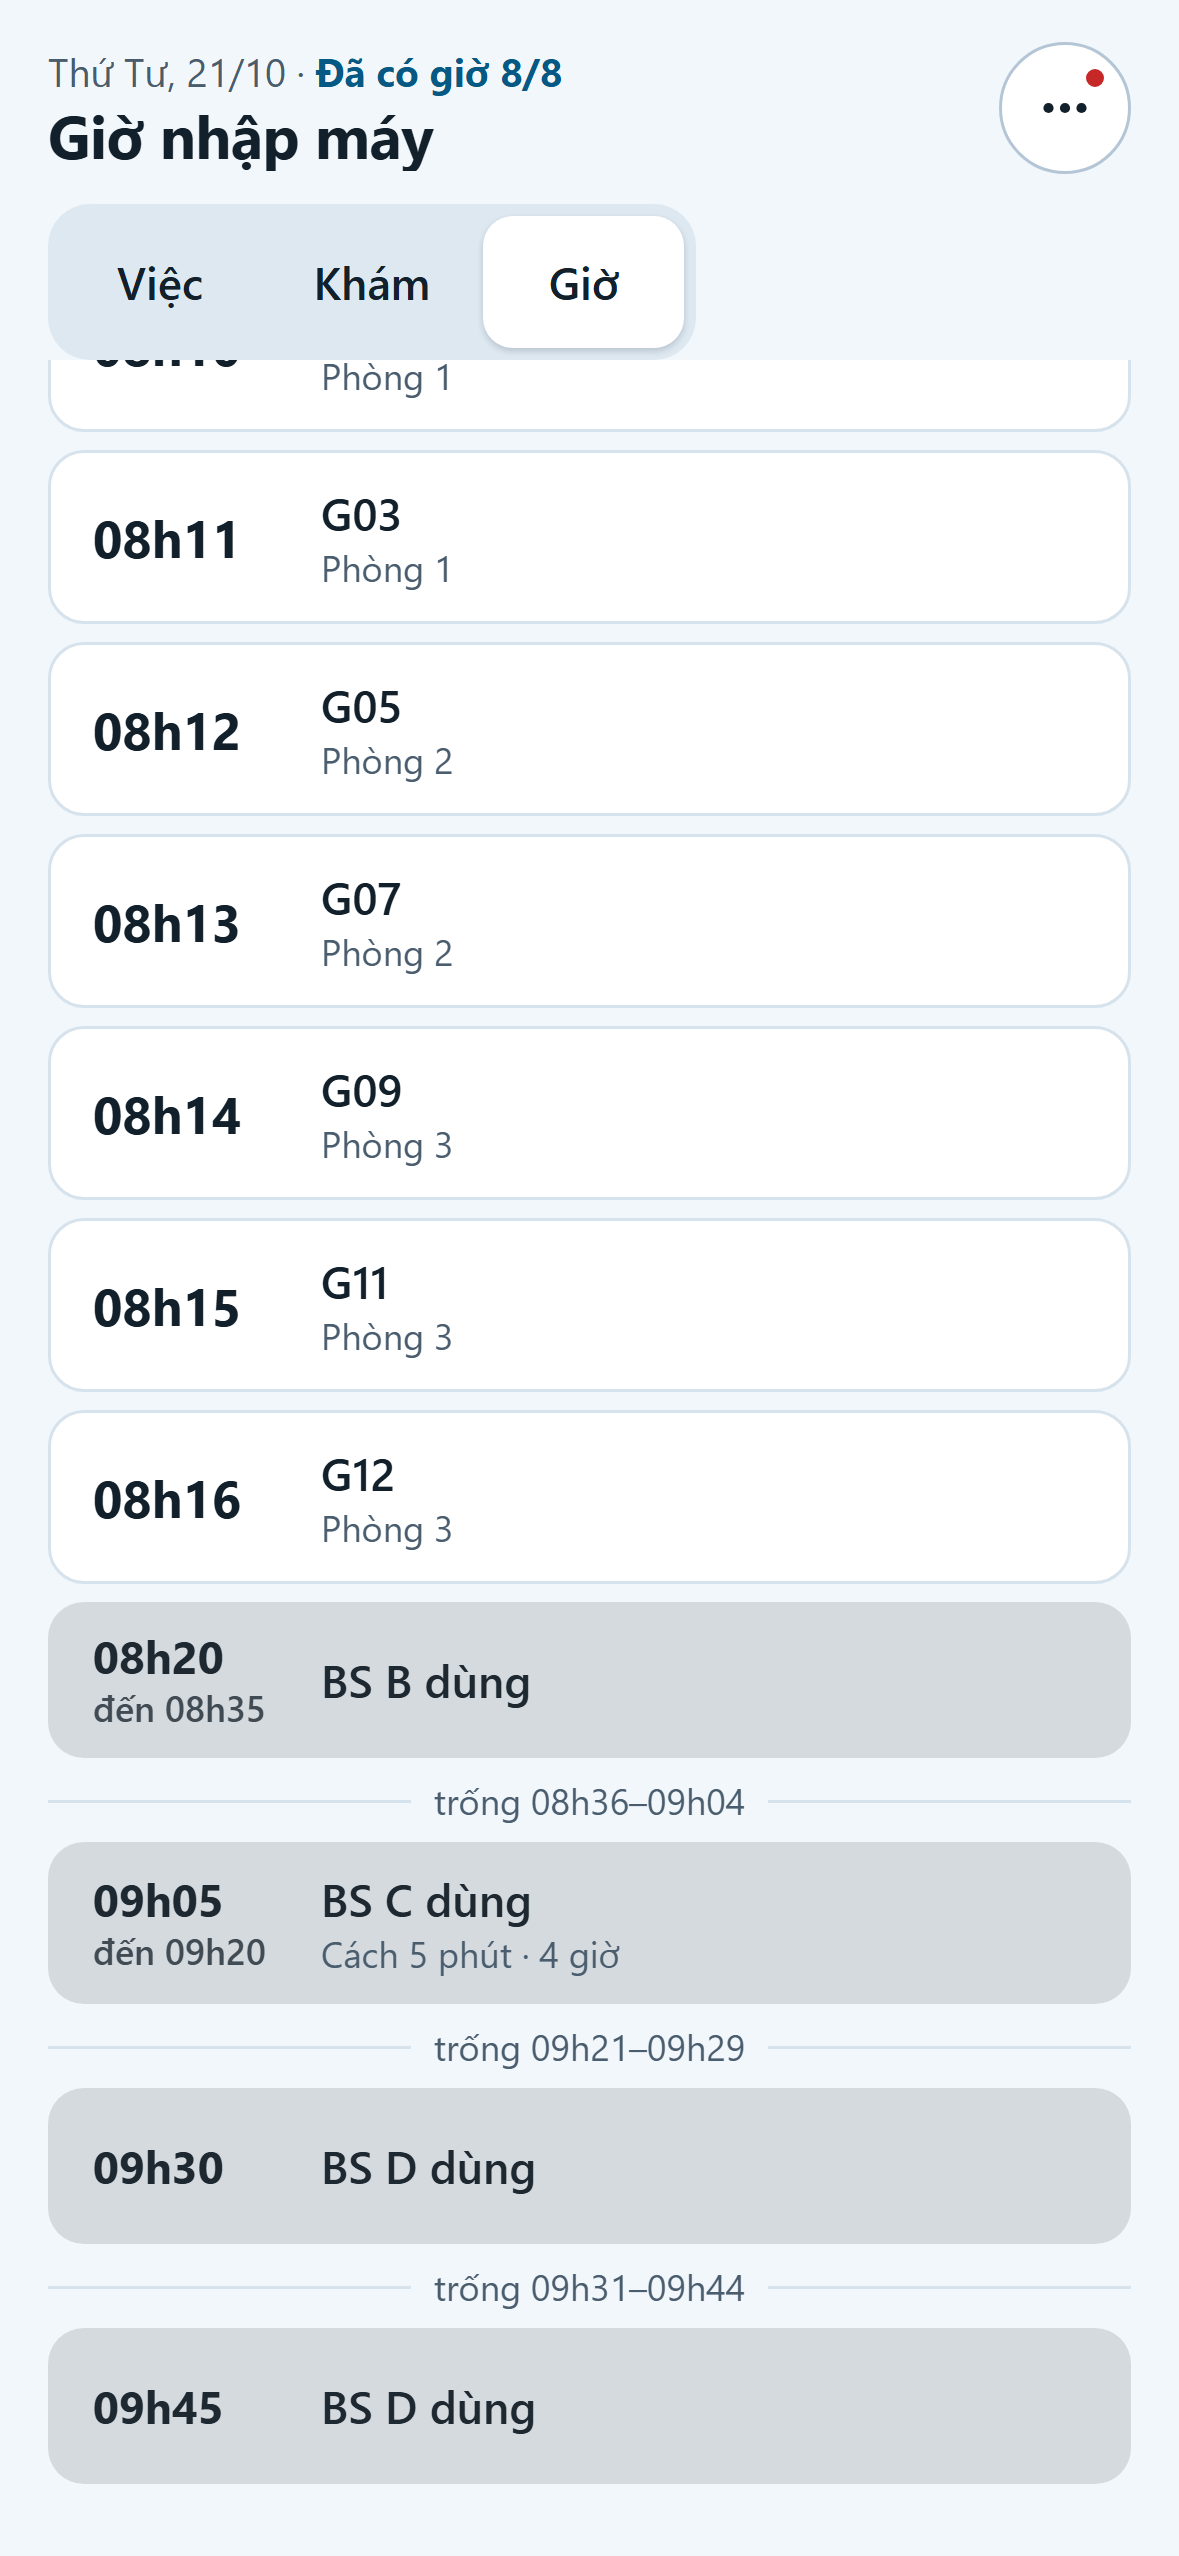 Thứ Tư, 21/10 · Đã có giờ 8/8
Giờ nhập máy
Việc
Khám
Giờ
Phòng 1
08h11
G03
Phòng 1
08h12
G05
Phòng 2
08h13
G07
Phòng 2
08h14
G09
Phòng 3
08h15
G11
Phòng 3
08h16
G12
Phòng 3
08h20
đến 08h35
BS B dùng
trống 08h36–09h04
09h05
đến 09h20
BS C dùng
Cách 5 phút · 4 giờ
trống 09h21–09h29
09h30
BS D dùng
trống 09h31–09h44
09h45
BS D dùng